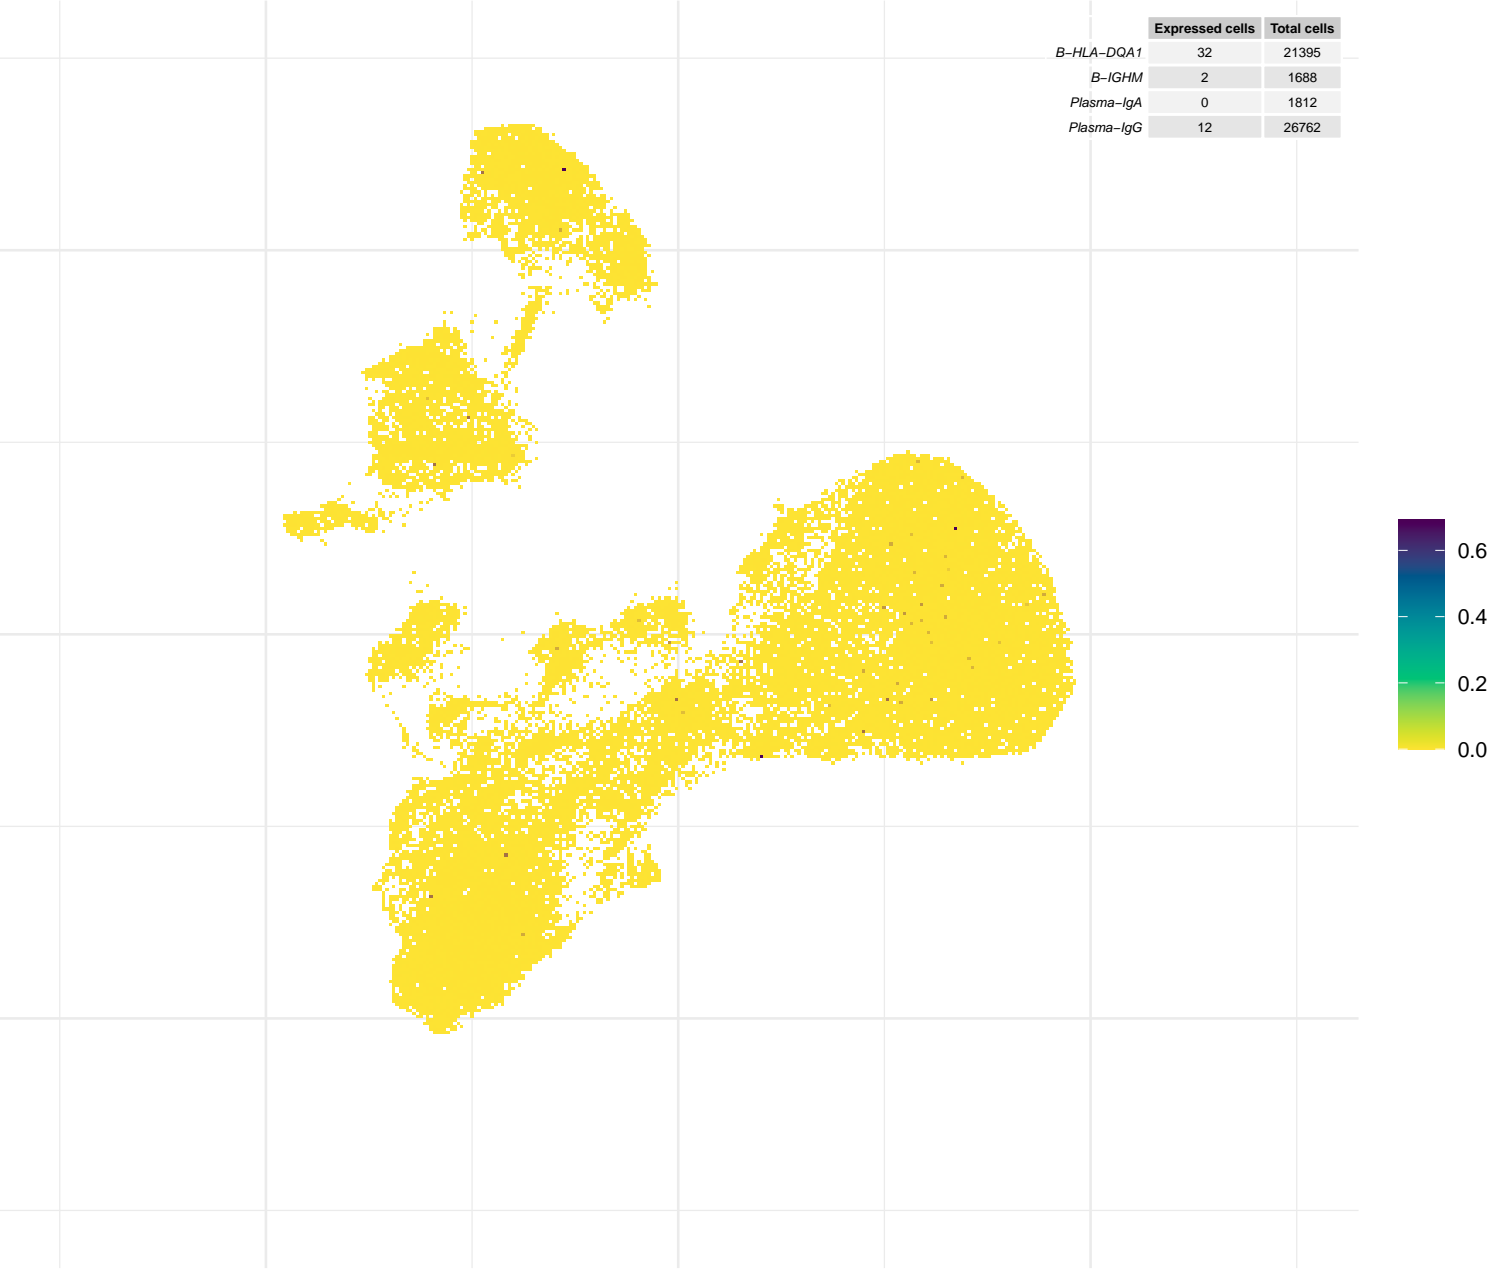 Expressed cells Total cells
B−HLA−DQA1 32 21395
B−IGHM 2 1688
Plasma−IgA 0 1812
Plasma−IgG 12 26762
0.6
0.4
0.2
0.0